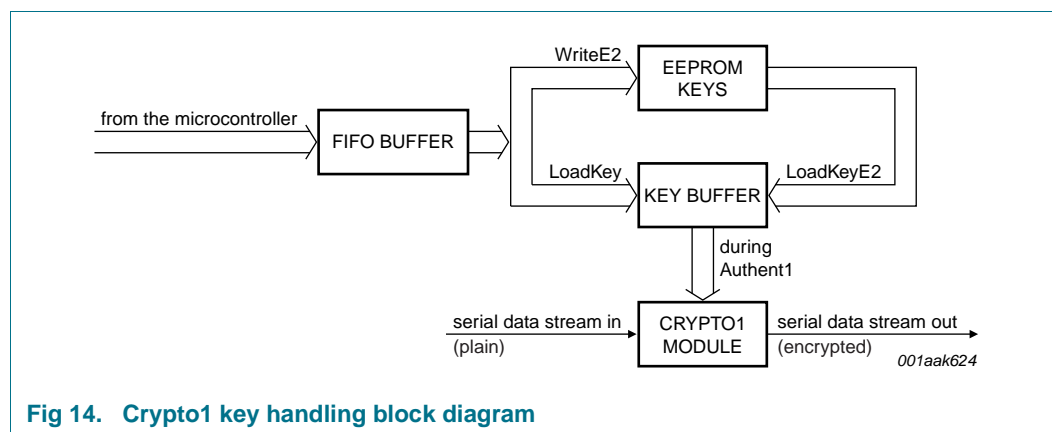 WriteE2
EEPROM
KEYS
from the microcontroller
FIFO BUFFER
LoadKey
KEY BUFFER
LoadKeyE2
during
Authent1
serial data stream in
(plain)
CRYPTO1
MODULE
serial data stream out
(encrypted)
001aak624
Fig 14. Crypto1 key handling block diagram